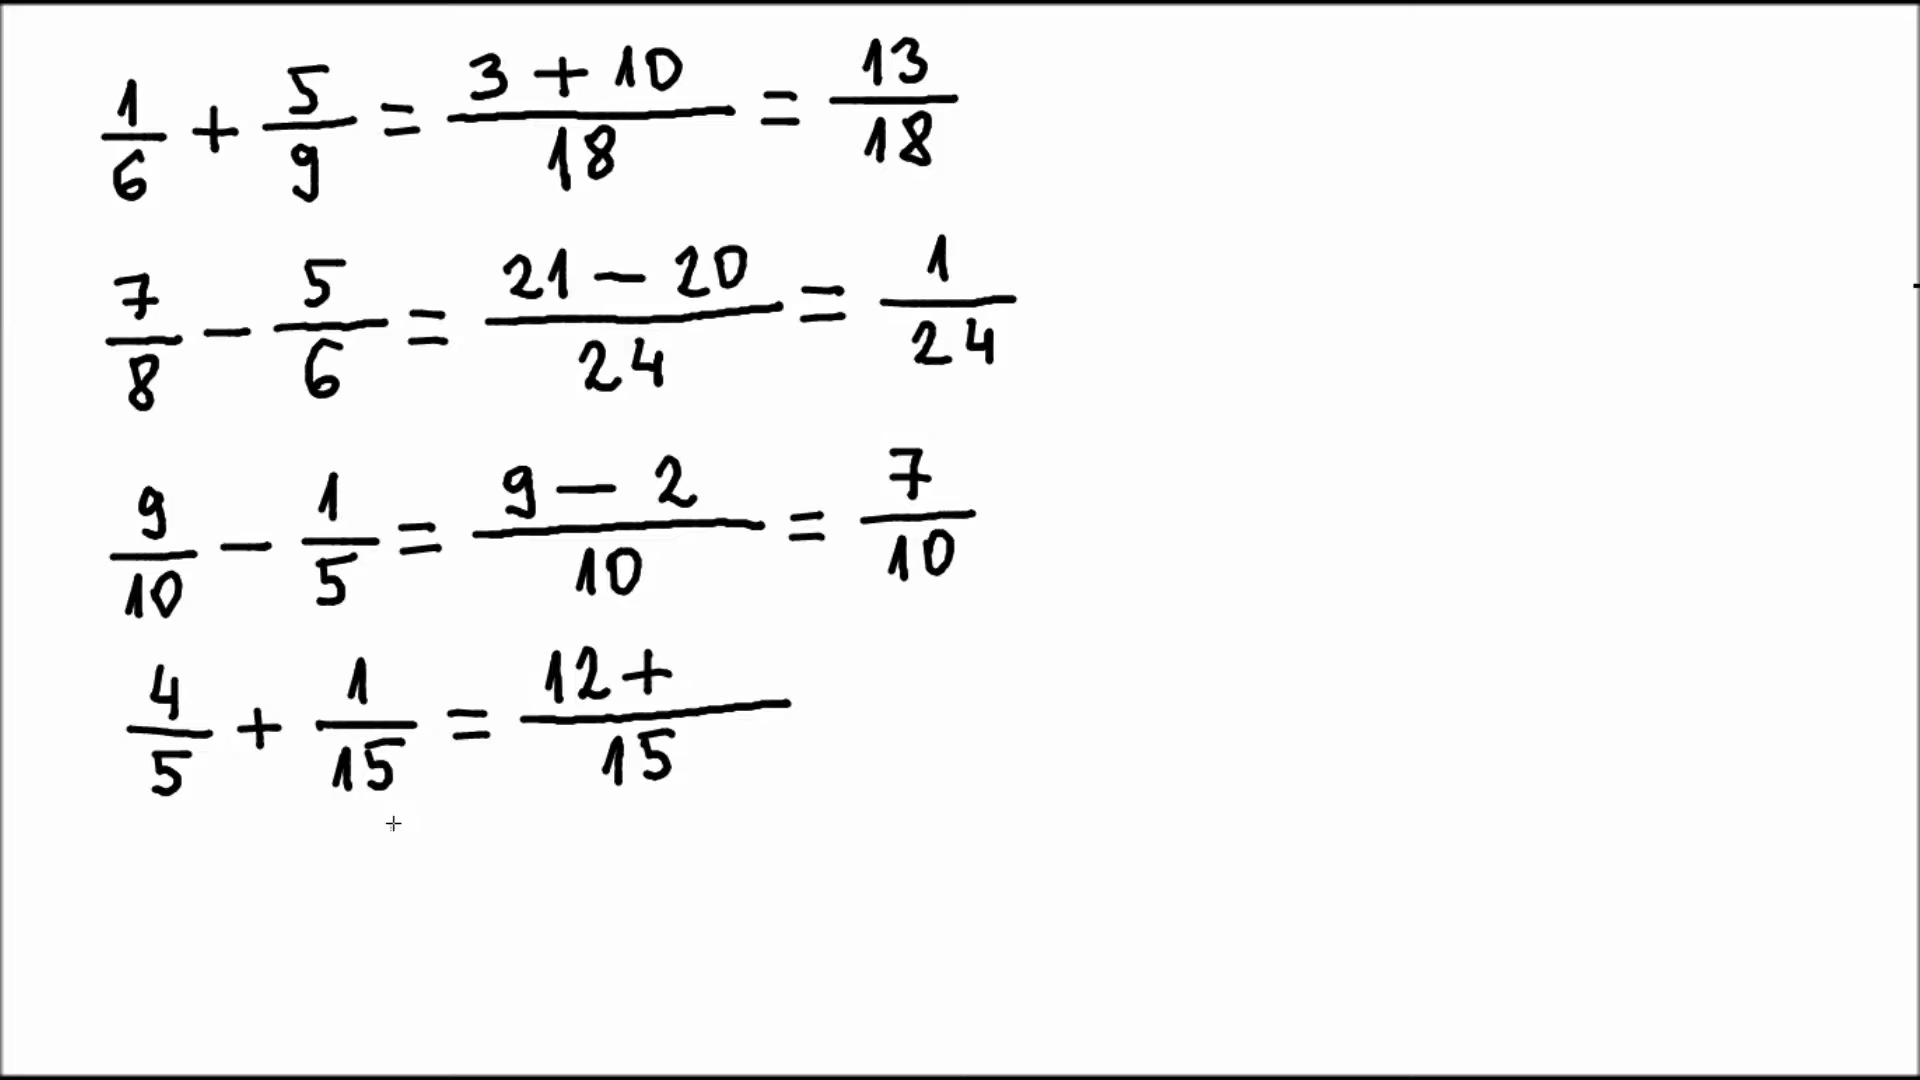 1/6 + 5/9 = (3 + 10)/18 = 13/18
7/8 - 5/6 = (21 - 20)/24 = 1/24
9/10 - 1/5 = (9 - 2)/10 = 7/10
4/5 + 1/15 = (12 + )/15